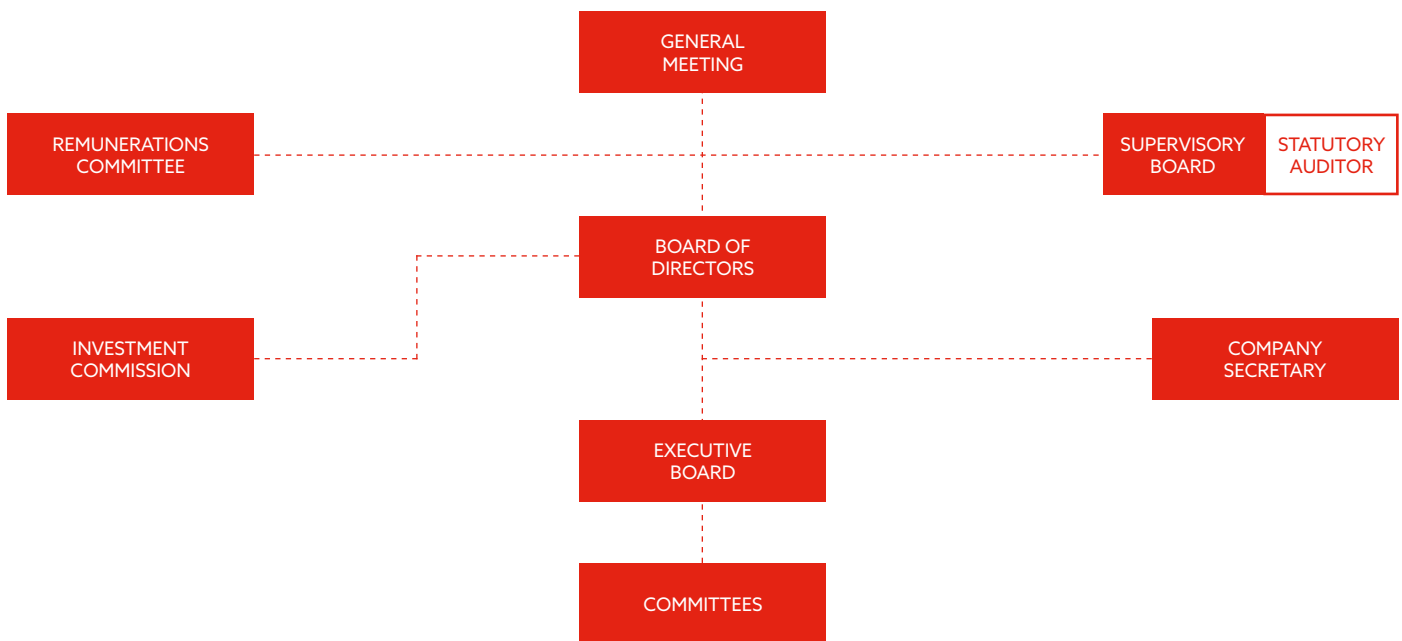 GENERAL
MEETING
REMUNERATIONS
COMMITTEE
SUPERVISORY
BOARD
STATUTORY
AUDITOR
BOARD OF
DIRECTORS
INVESTMENT
COMMISSION
COMPANY
SECRETARY
EXECUTIVE
BOARD
COMMITTEES